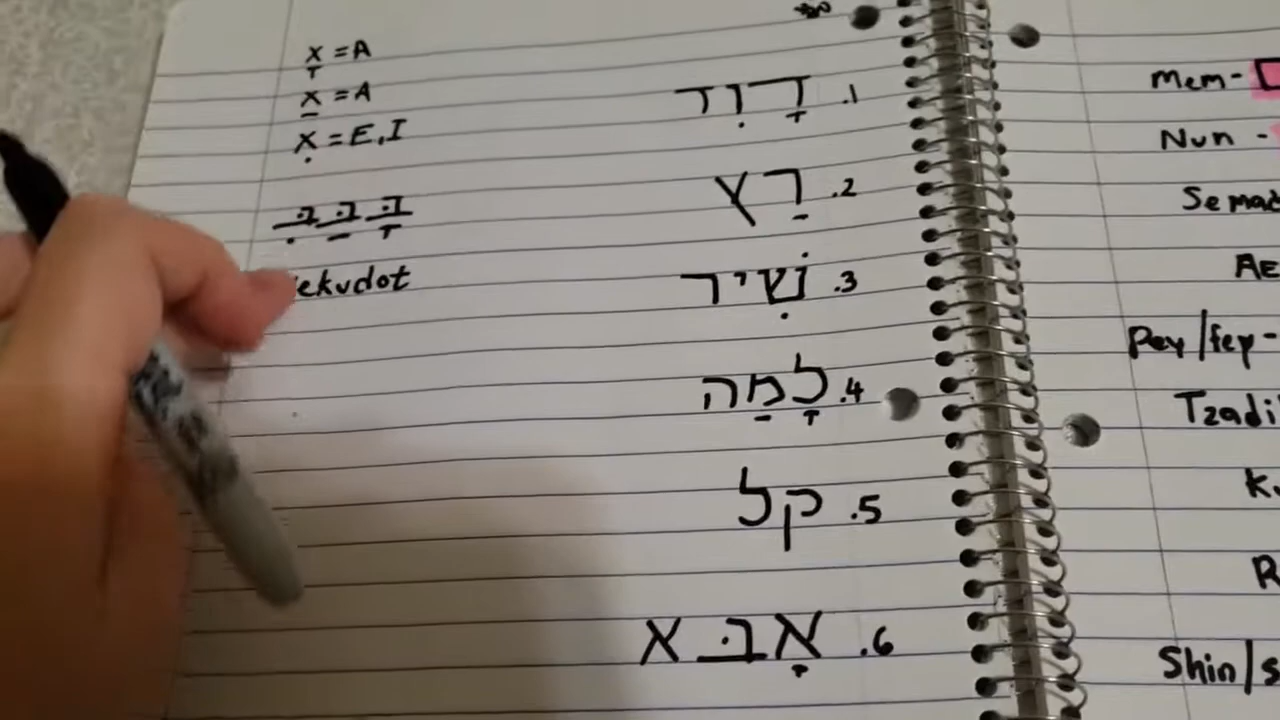 x̱ = A
x̱ = A
ẋ = E,I
בָּ בַּ בִּ
ekudot
דָוִד .1
רַץ .2
שִׁיר .3
לָמַה .4
קל .5
אָבּא .6
Mem-
Nun -
Pey/fey-